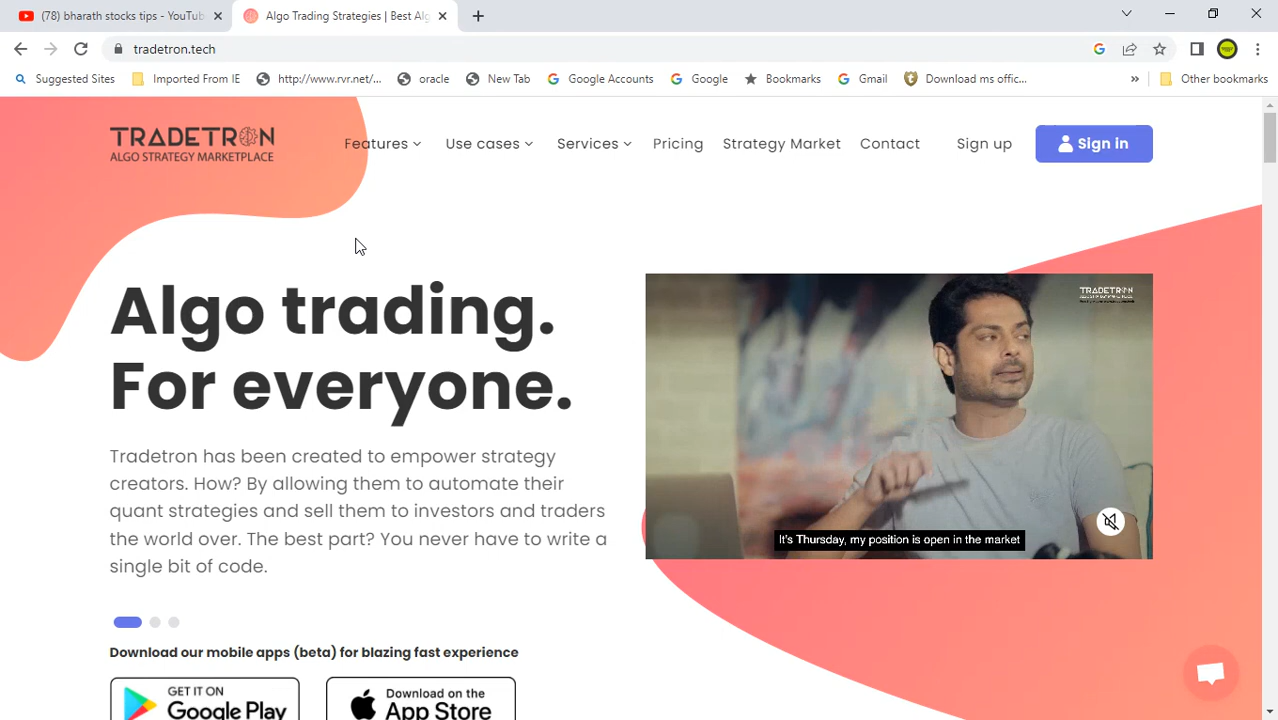 (78) bharath stocks tips - YouTub
Algo Trading Strategies | Best Alg
tradetron.tech
Suggested Sites
Imported From IE
http://www.rvr.net/...
oracle
New Tab
Google Accounts
Google
Bookmarks
Gmail
Download ms offic...
»
Other bookmarks
TRADETRON
ALGO STRATEGY MARKETPLACE
Features
Use cases
Services
Pricing
Strategy Market
Contact
Sign up
Sign in
Algo trading.
For everyone.
Tradetron has been created to empower strategy
creators. How? By allowing them to automate their
quant strategies and sell them to investors and traders
the world over. The best part? You never have to write a
single bit of code.
TRADETRON
It's Thursday, my position is open in the market
Download our mobile apps (beta) for blazing fast experience
GET IT ON
Google Play
Download on the
App Store